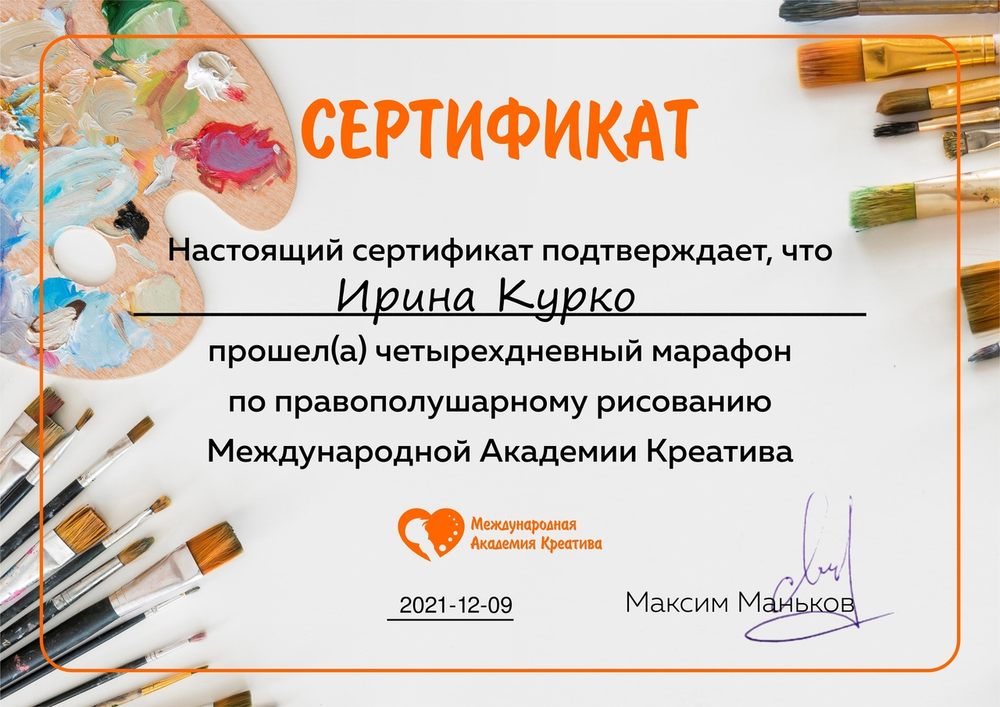 СЕРТИФИКАТ
Настоящий сертификат подтверждает, что
Ирина Курко
прошел(а) четырехдневный марафон
по правополушарному рисованию
Международной Академии Креатива
Международная
Академия Креатива
2021-12-09
Максим Маньков